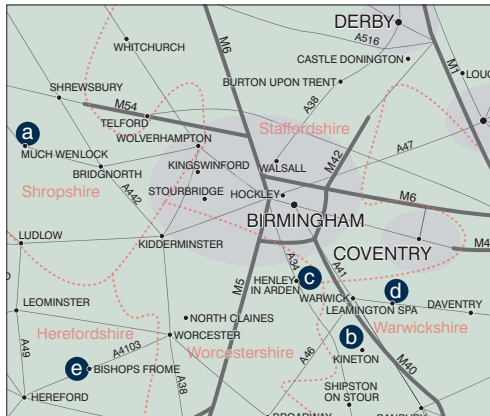 DERBY
A516
WHITCHURCH
M6
CASTLE DONINGTON
M1
LOUG
BURTON UPON TRENT
SHREWSBURY
A38
M54
TELFORD
Staffordshire
WOLVERHAMPTON
A47
a
MUCH WENLOCK
M42
KINGSWINFORD
WALSALL
BRIDGNORTH
Shropshire
A442
STOURBRIDGE
HOCKLEY
M6
BIRMINGHAM
LUDLOW
KIDDERMINSTER
COVENTRY
M4
A34
A41
c
M5
HENLEY
IN ARDEN
d
WARWICK
LEAMINGTON SPA
LEOMINSTER
NORTH CLAINES
DAVENTRY
Herefordshire
WORCESTER
Warwickshire
b
A49
A4103
Worcestershire
A46
KINETON
M40
e
BISHOPS FROME
A38
SHIPSTON
ON STOUR
HEREFORD
BROADWAY
BANBURY